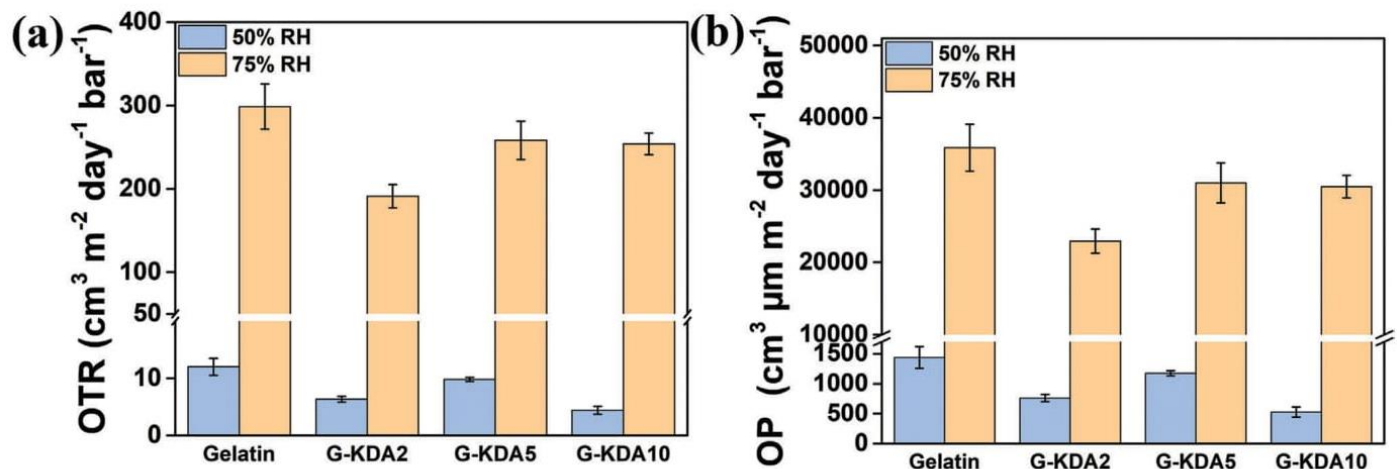 (a)
OTR (cm³ m⁻² day⁻¹ bar⁻¹)
400
300
200
100
50
10
0
50% RH
75% RH
Gelatin G-KDA2 G-KDA5 G-KDA10
(b)
OP (cm³ µm m⁻² day⁻¹ bar⁻¹)
50000
40000
30000
20000
10000
1500
1000
500
0
50% RH
75% RH
Gelatin G-KDA2 G-KDA5 G-KDA10